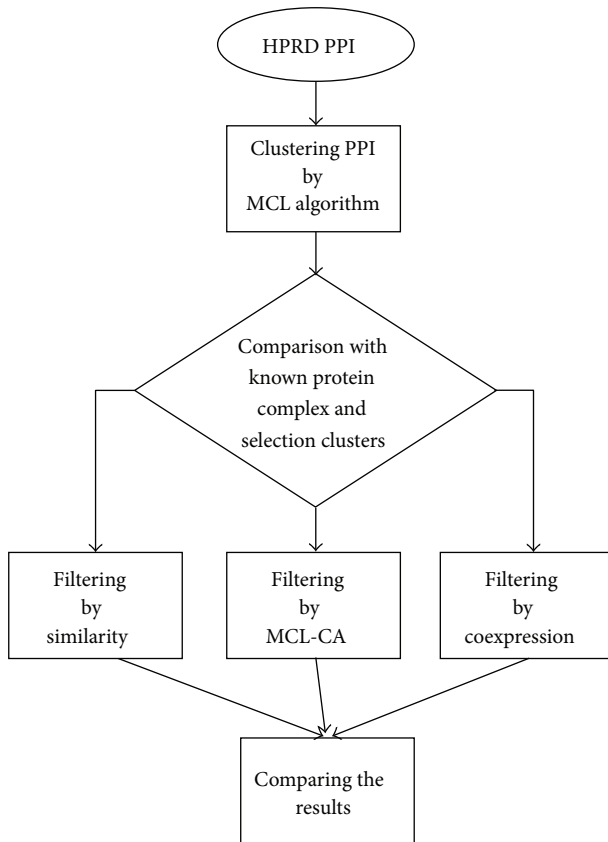 HPRD PPI
Clustering PPI
by
MCL algorithm
Comparison with
known protein
complex and
selection clusters
Filtering
by
similarity
Filtering
by
MCL-CA
Filtering
by
coexpression
Comparing the
results